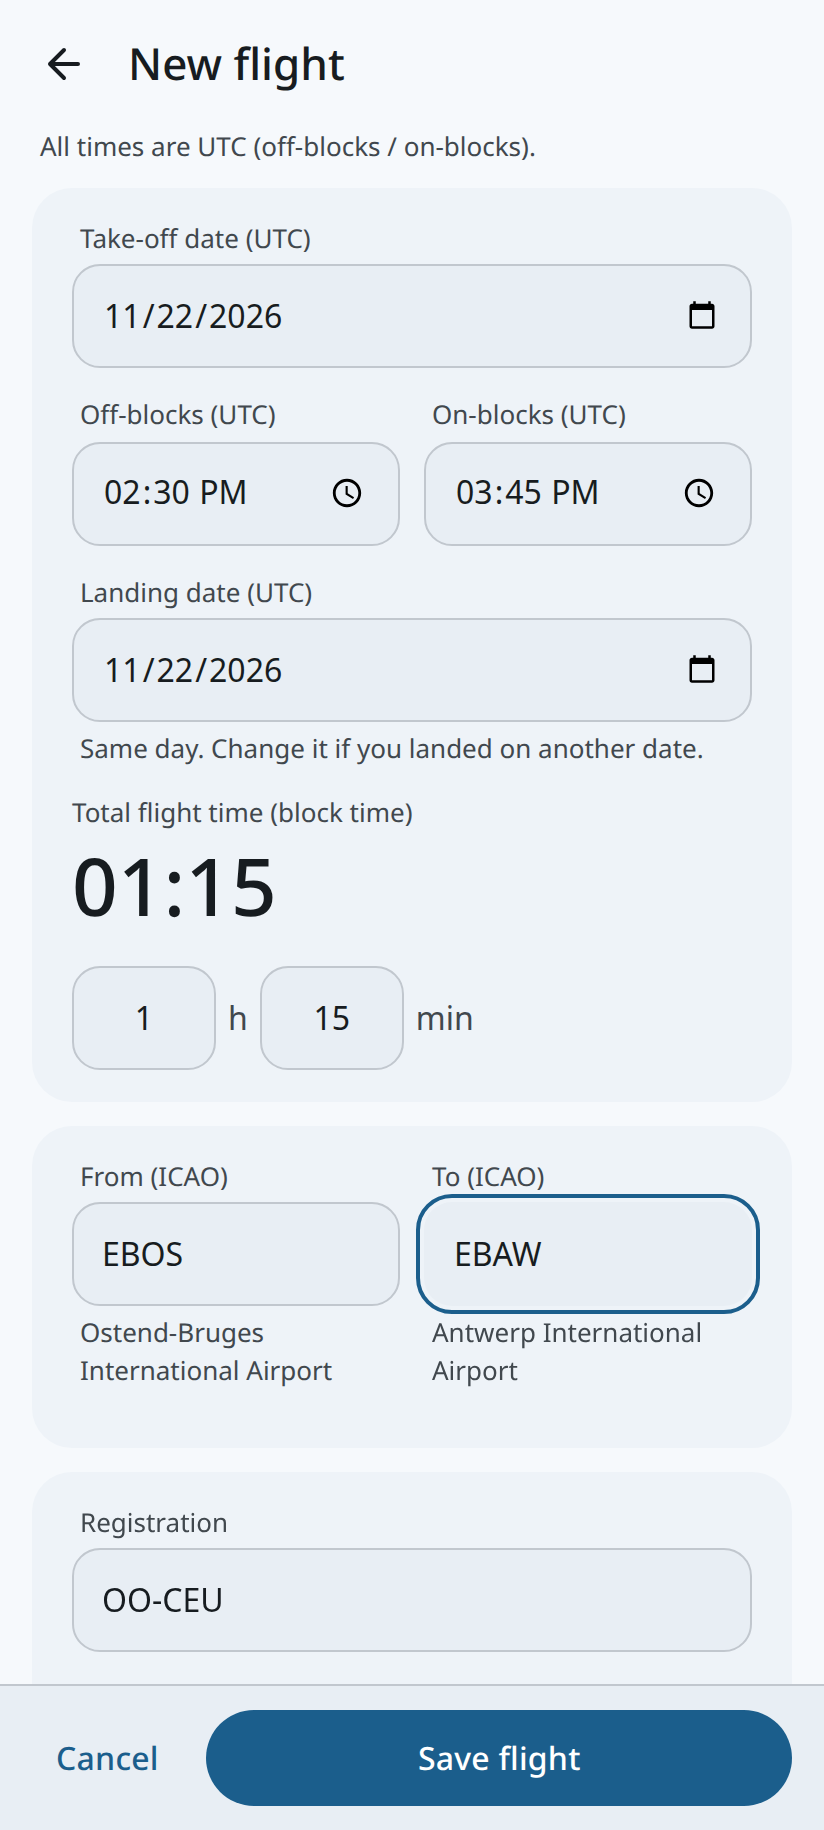 New flight
All times are UTC (off-blocks / on-blocks).
Take-off date (UTC)
11/22/2026
Off-blocks (UTC)
On-blocks (UTC)
02:30 PM
03:45 PM
Landing date (UTC)
11/22/2026
Same day. Change it if you landed on another date.
Total flight time (block time)
01:15
1 h 15 min
From (ICAO)
To (ICAO)
EBOS
EBAW
Ostend-Bruges
International Airport
Antwerp International
Airport
Registration
OO-CEU
Cancel
Save flight